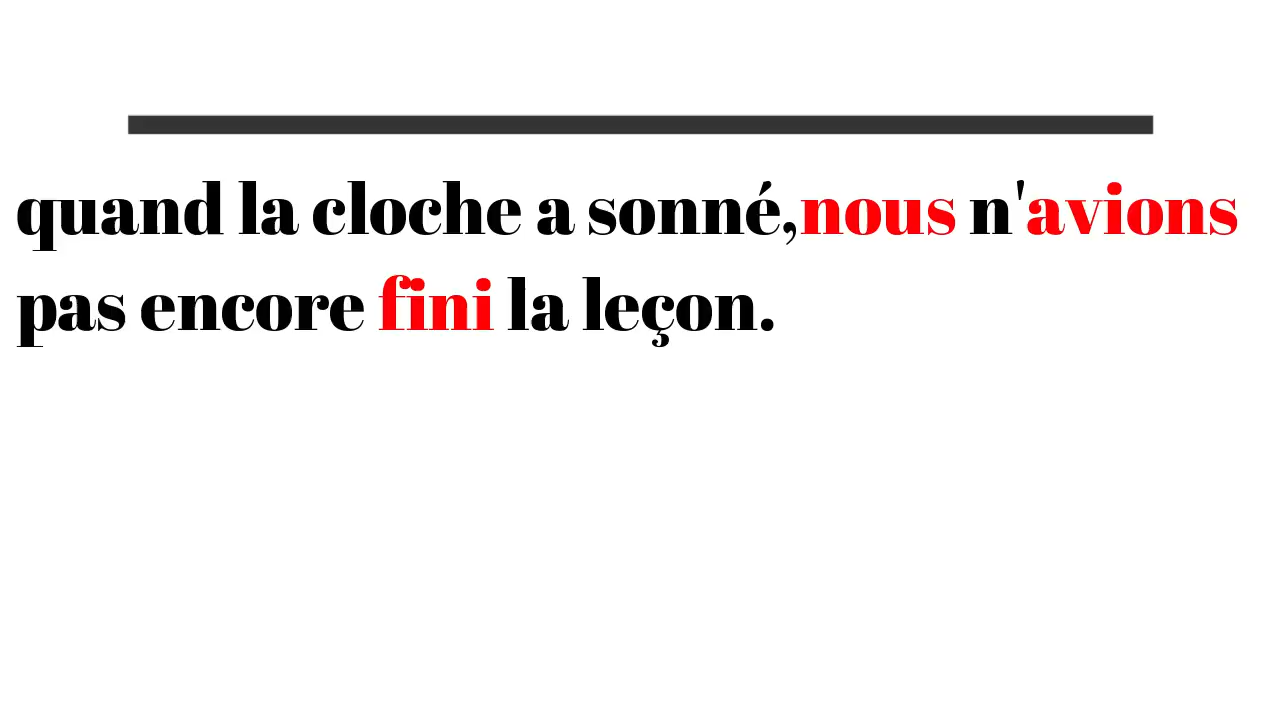 quand la cloche a sonné,nous n'avions
pas encore fini la leçon.